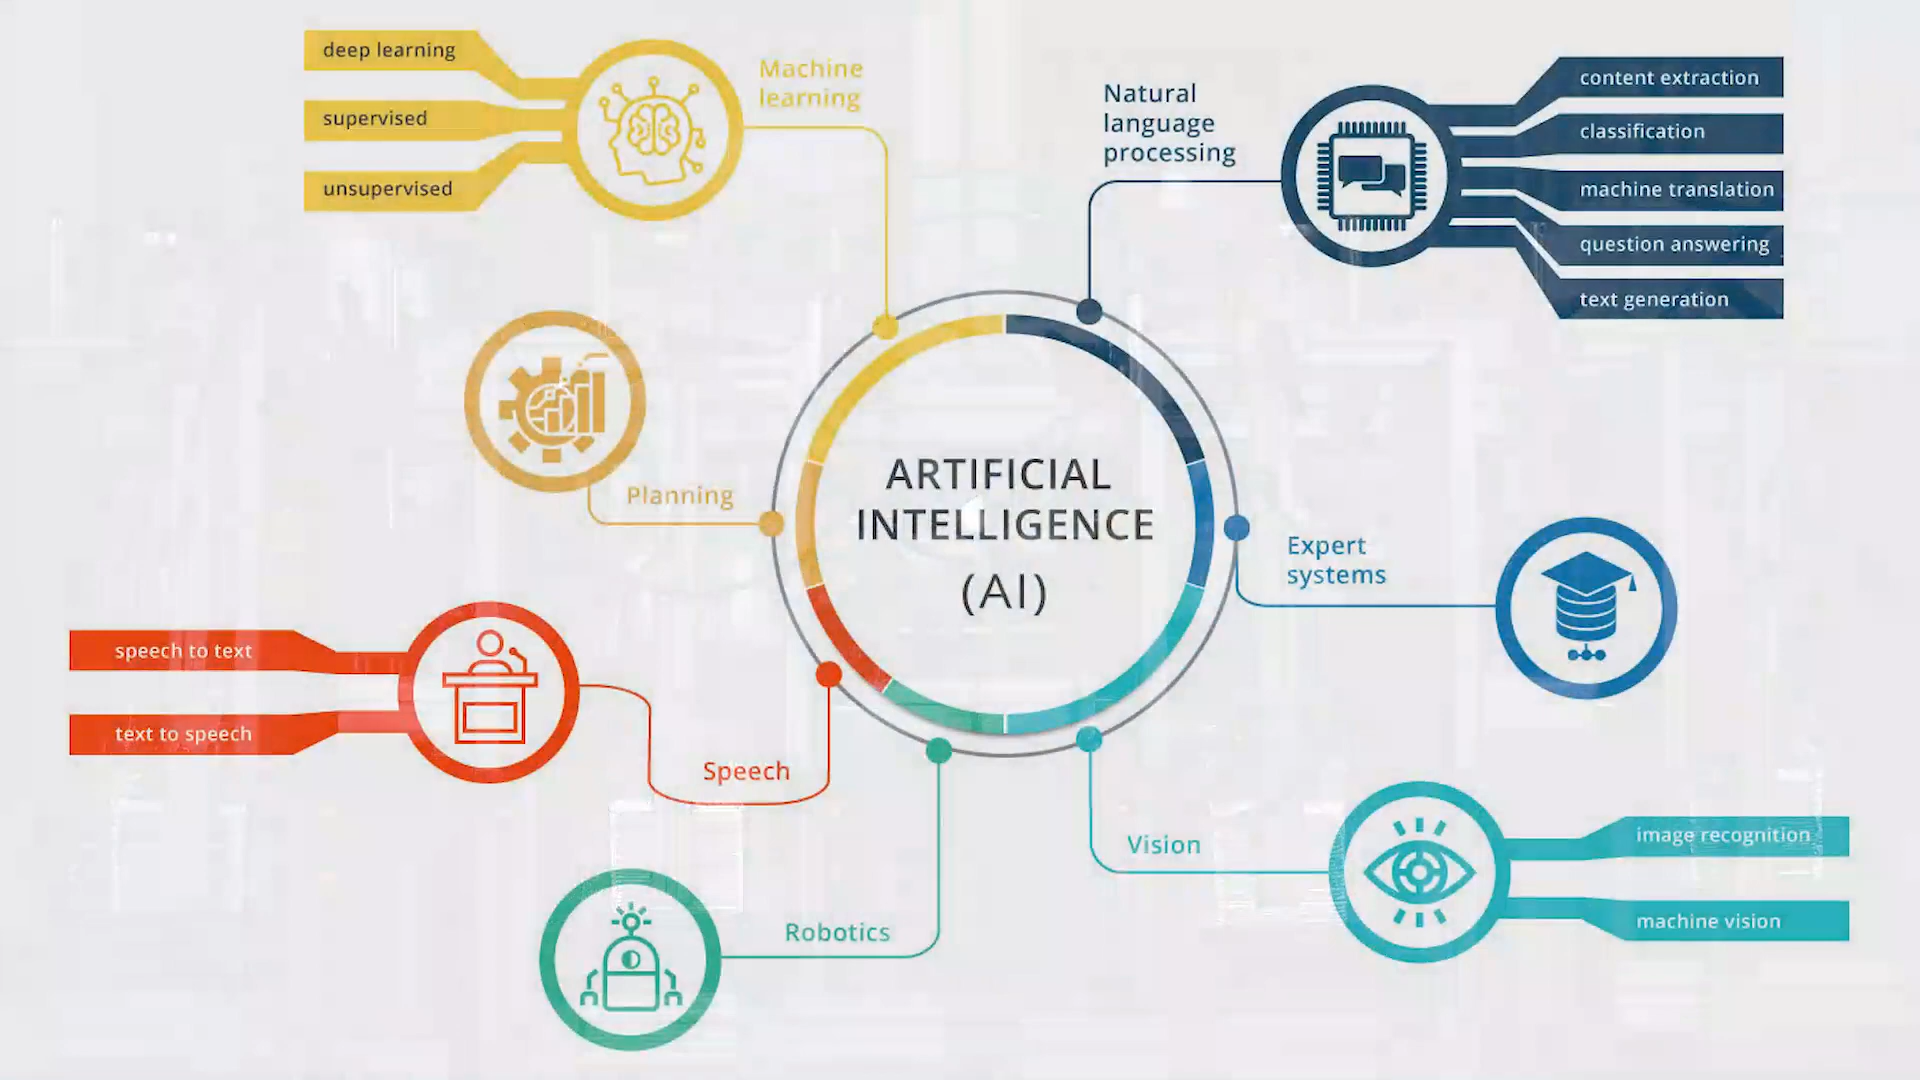 deep learning
supervised
unsupervised
Machine
learning
Natural
language
processing
content extraction
classification
machine translation
question answering
text generation
Planning
ARTIFICIAL
INTELLIGENCE
(AI)
Expert
systems
speech to text
text to speech
Speech
Robotics
Vision
image recognition
machine vision